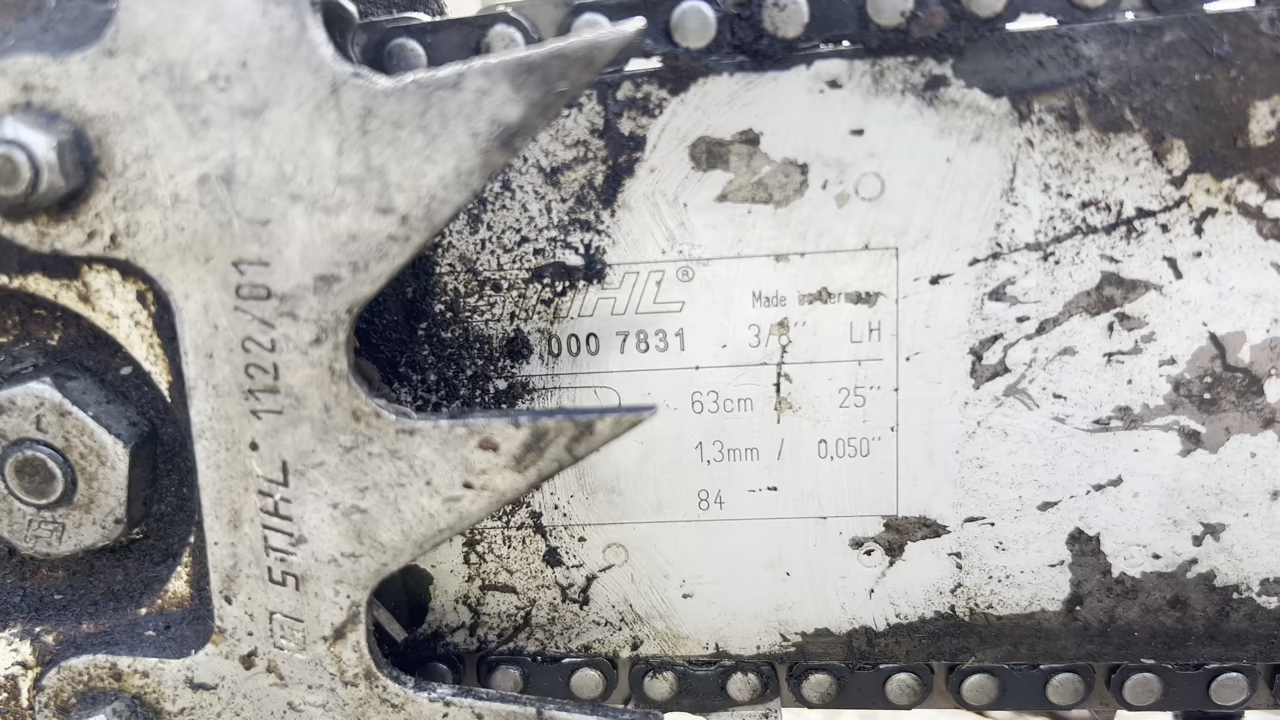 STIHL 1122/01
STIHL®
Made in Germany
000 7831 3/8" LH
63cm / 25"
1,3mm / 0,050"
84